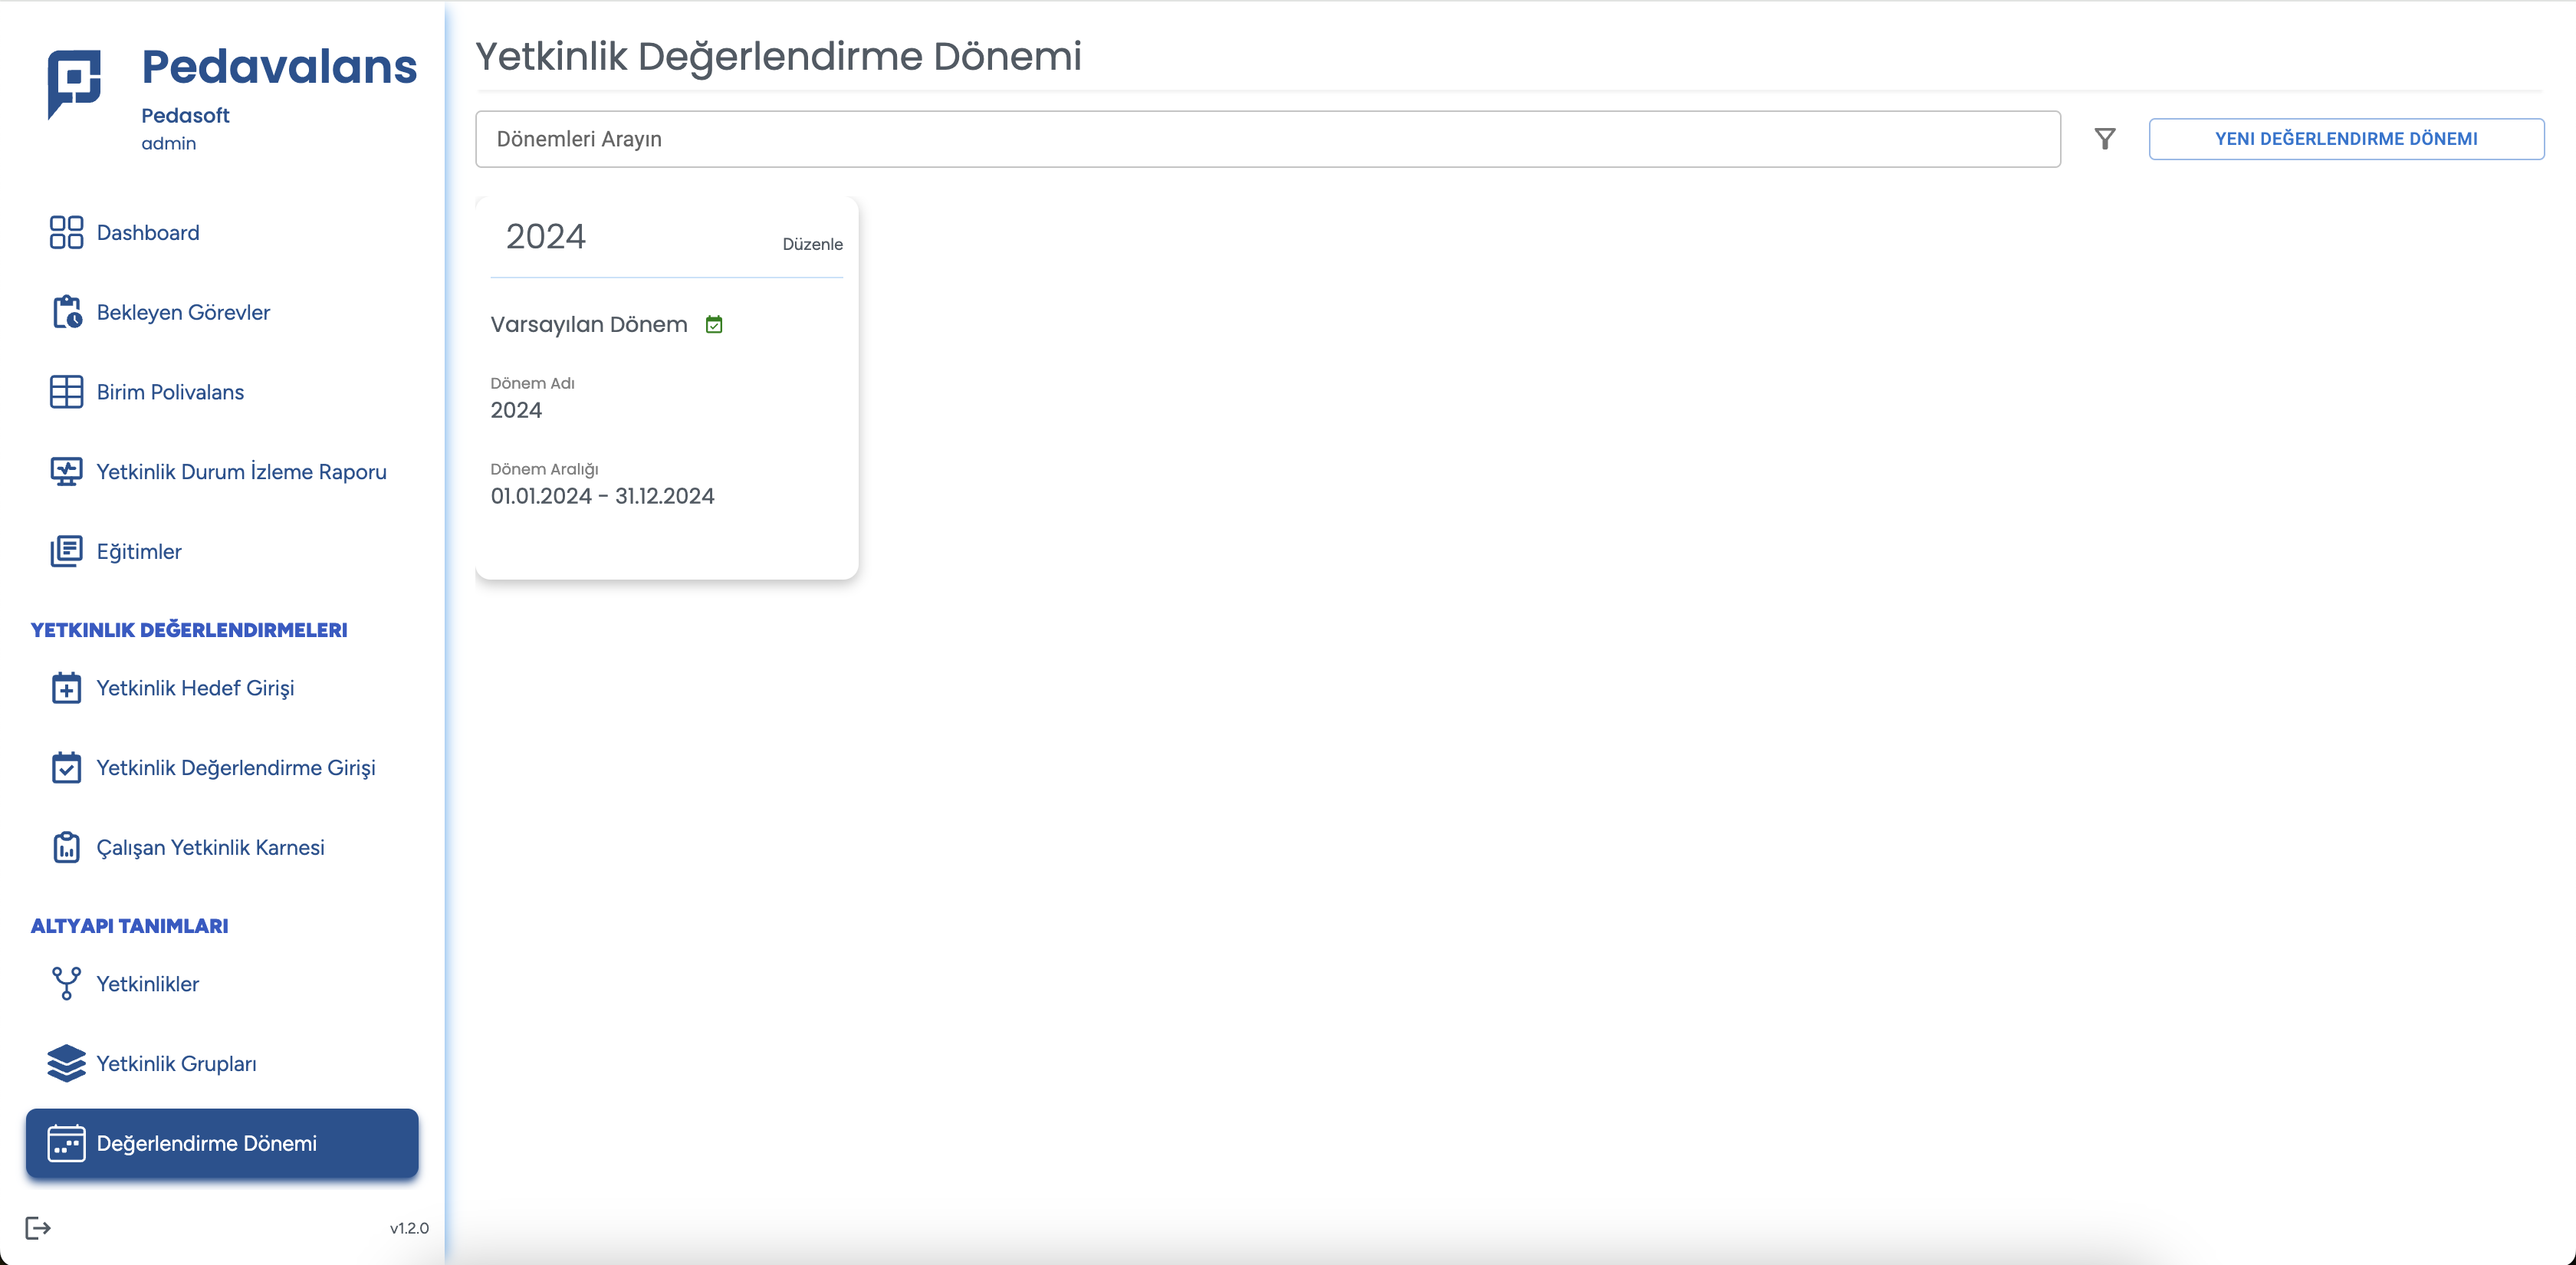 Pedavalans
Pedasoft
admin
Dashboard
Bekleyen Görevler
Birim Polivalans
Yetkinlik Durum İzleme Raporu
Eğitimler
YETKINLIK DEĞERLENDIRMELERI
Yetkinlik Hedef Girişi
Yetkinlik Değerlendirme Girişi
Çalışan Yetkinlik Karnesi
ALTYAPI TANIMLARI
Yetkinlikler
Yetkinlik Grupları
Değerlendirme Dönemi
v1.2.0
Yetkinlik Değerlendirme Dönemi
Dönemleri Arayın
YENI DEĞERLENDIRME DÖNEMI
2024
Düzenle
Varsayılan Dönem
Dönem Adı
2024
Dönem Aralığı
01.01.2024 - 31.12.2024